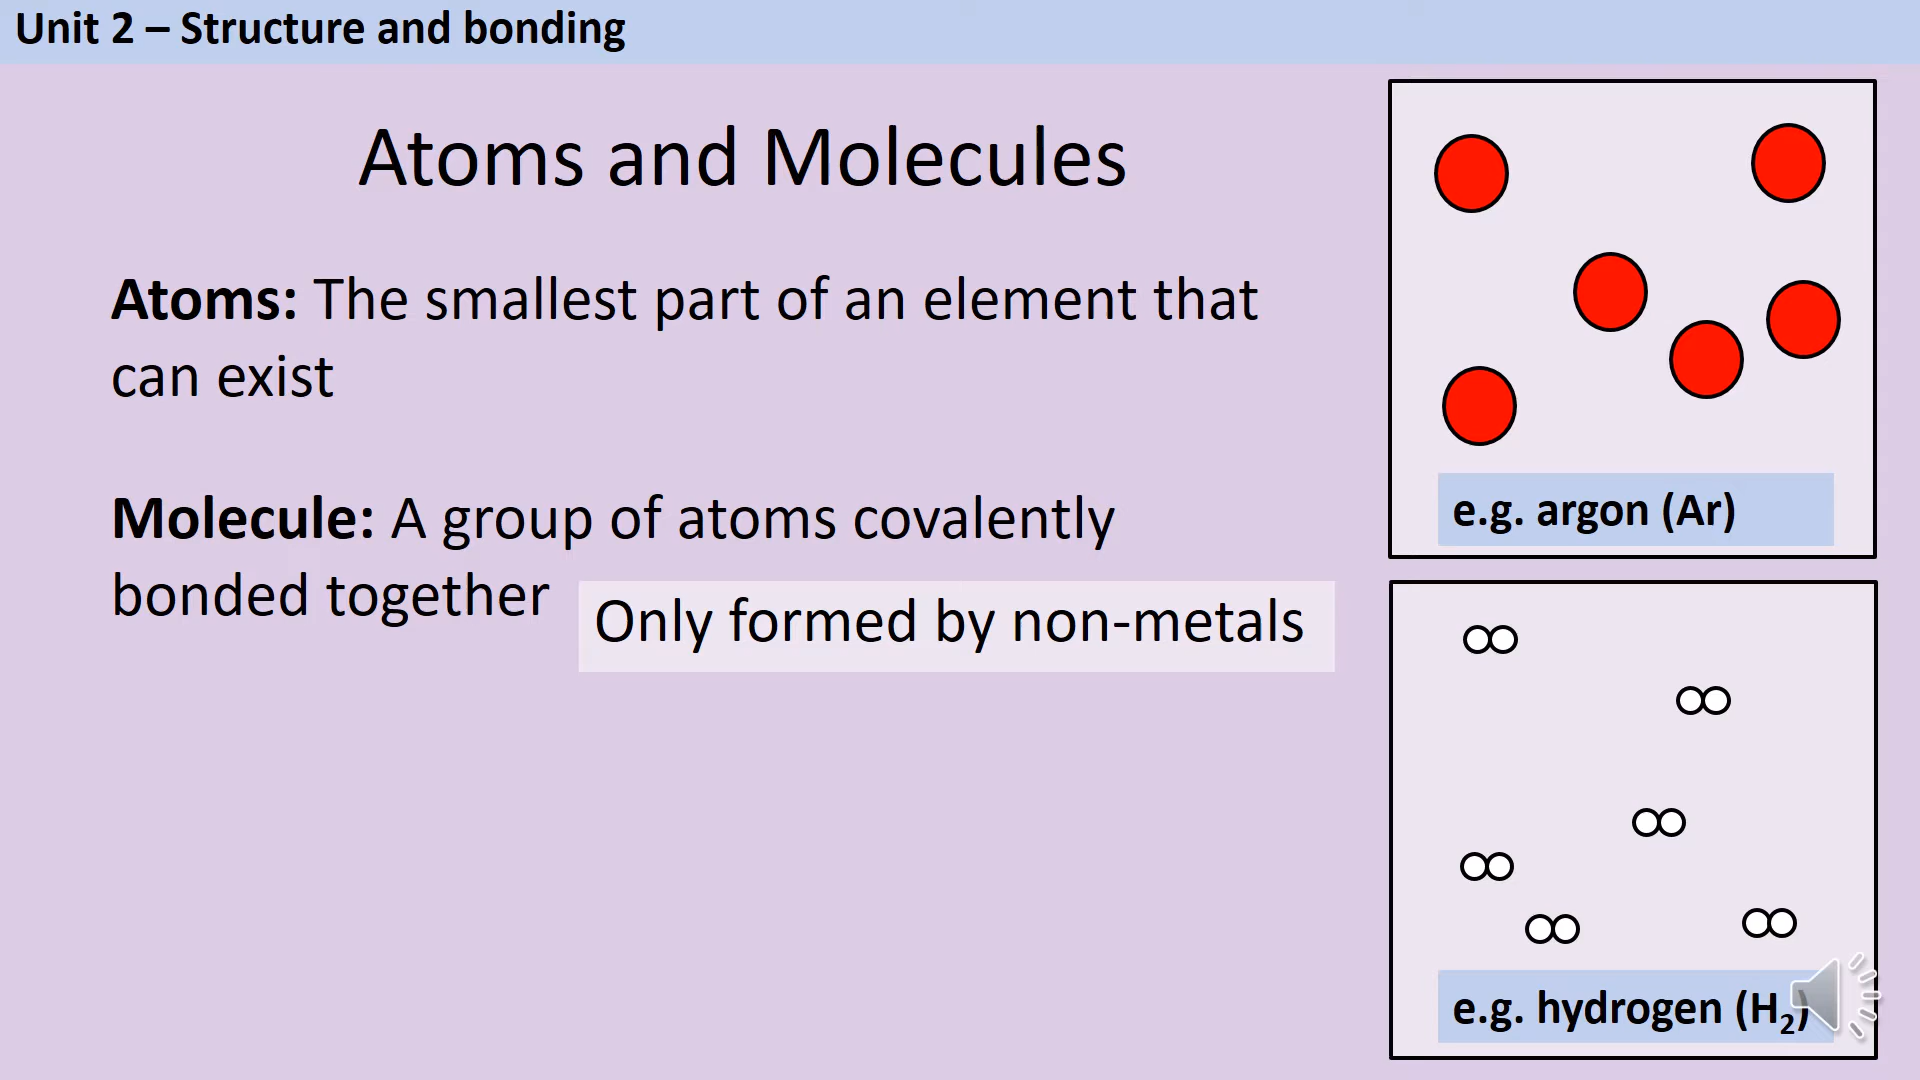 Unit 2 – Structure and bonding
Atoms and Molecules
Atoms: The smallest part of an element that
can exist
Molecule: A group of atoms covalently
bonded together
Only formed by non-metals
e.g. argon (Ar)
e.g. hydrogen (H₂)